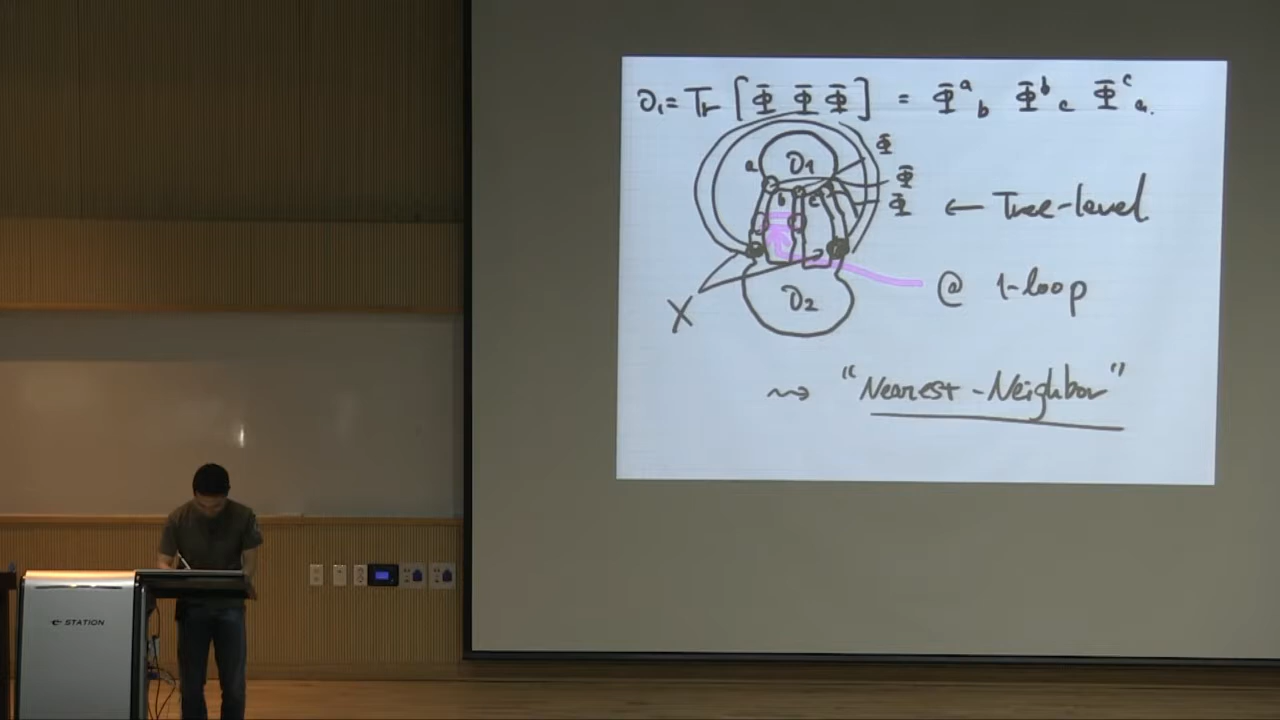 O₁ = Tr [ Φ̄ Φ̄ Φ̄ ] = Φ̄ᵃ_b Φ̄ᵇ_c Φ̄ᶜ_a.
O1
Φ̄
a
Φ̄
b c
Φ̄
← Tree-level
@ 1-loop
O2
X
⇝ "Nearest-Neighbor"
e-STATION